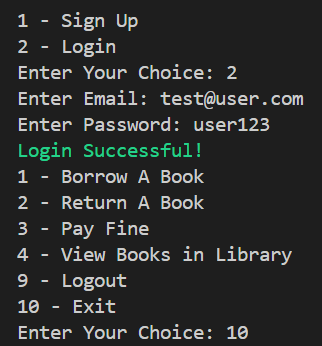 1 - Sign Up
2 - Login
Enter Your Choice: 2
Enter Email: test@user.com
Enter Password: user123
Login Successful!
1 - Borrow A Book
2 - Return A Book
3 - Pay Fine
4 - View Books in Library
9 - Logout
10 - Exit
Enter Your Choice: 10